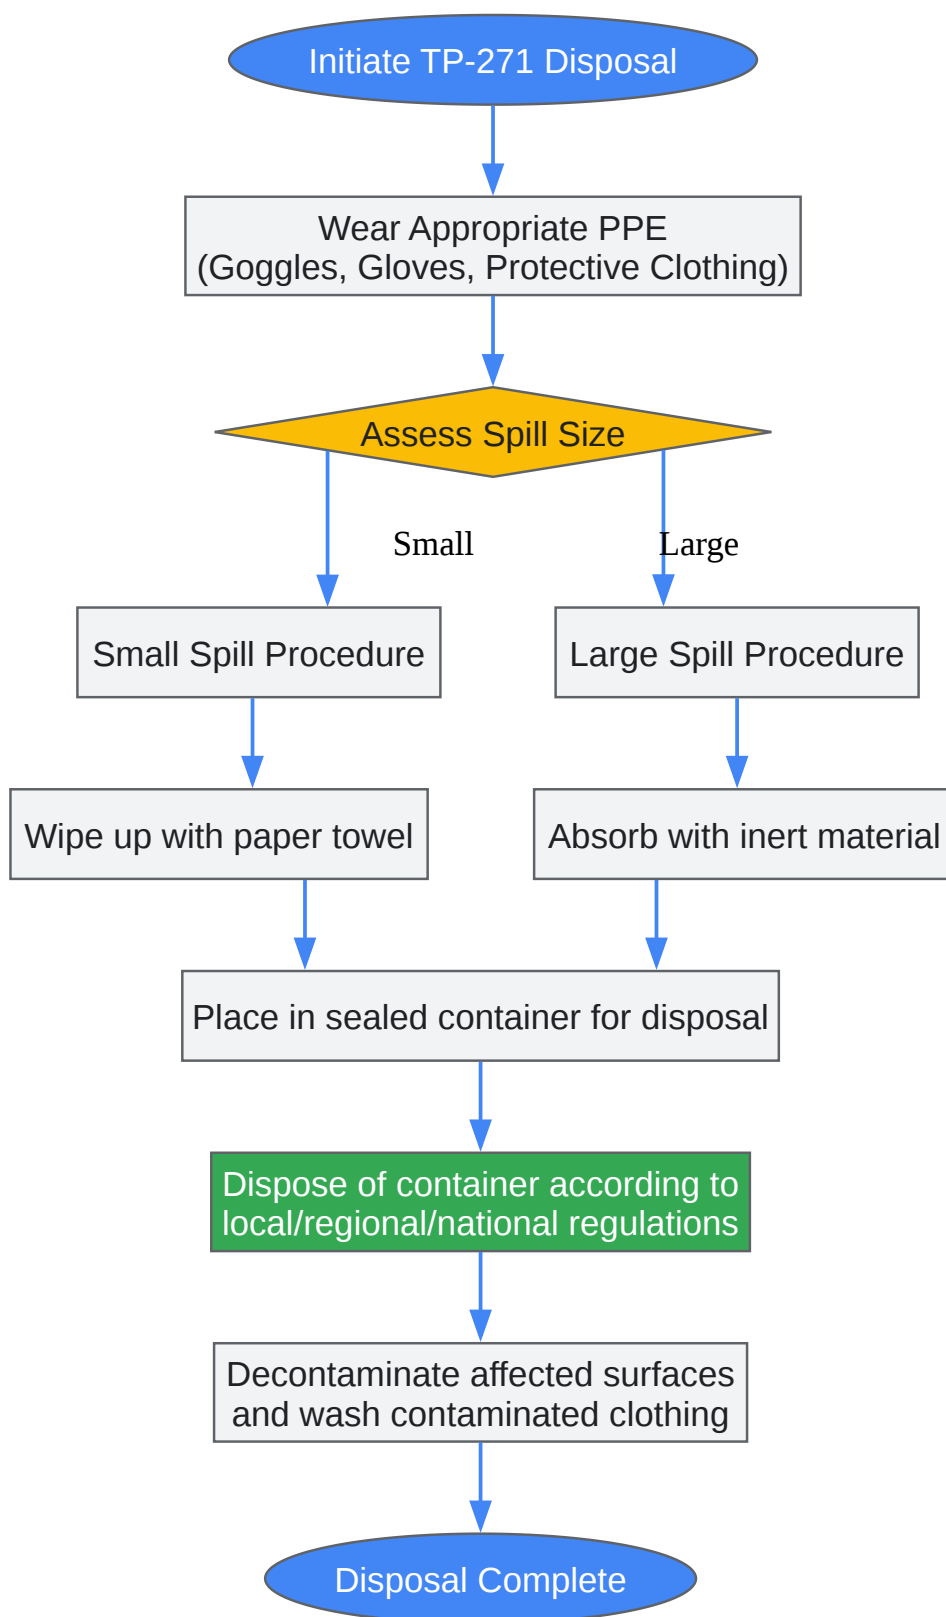 Initiate TP-271 Disposal
Wear Appropriate PPE
(Goggles, Gloves, Protective Clothing)
Assess Spill Size
Small
Large
Small Spill Procedure
Large Spill Procedure
Wipe up with paper towel
Absorb with inert material
Place in sealed container for disposal
Dispose of container according to
local/regional/national regulations
Decontaminate affected surfaces
and wash contaminated clothing
Disposal Complete